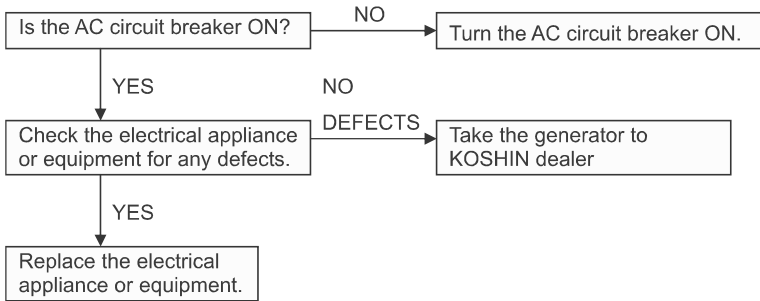 Is the AC circuit breaker ON?
NO
Turn the AC circuit breaker ON.
YES
NO
DEFECTS
Check the electrical appliance
or equipment for any defects.
Take the generator to
KOSHIN dealer
YES
Replace the electrical
appliance or equipment.